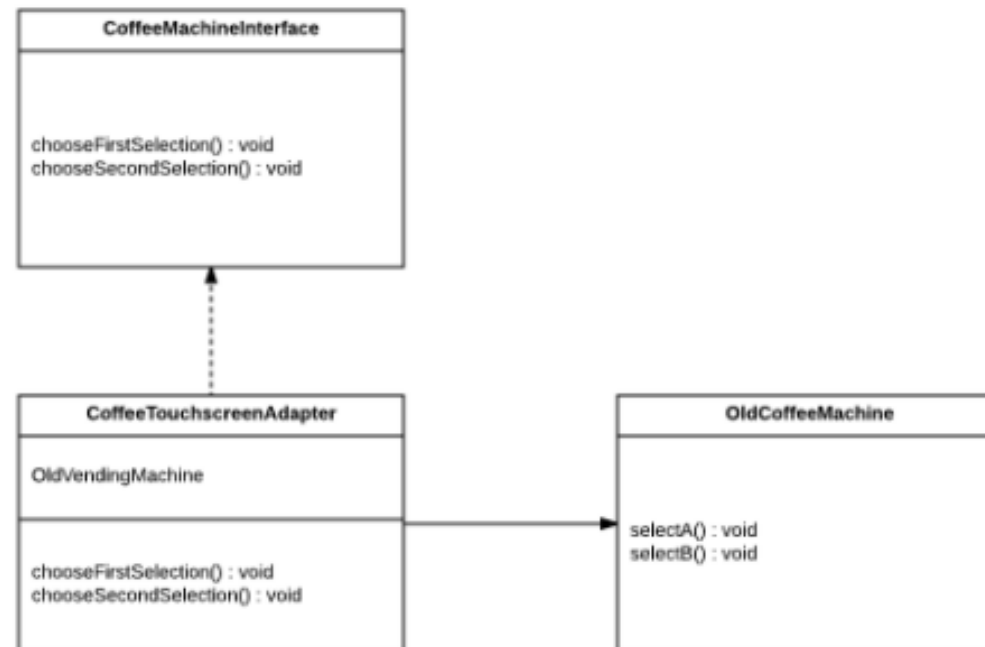 CoffeeMachineInterface
chooseFirstSelection() : void
chooseSecondSelection() : void
CoffeeTouchscreenAdapter
OldVendingMachine
chooseFirstSelection() : void
chooseSecondSelection() : void
OldCoffeeMachine
selectA() : void
selectB() : void